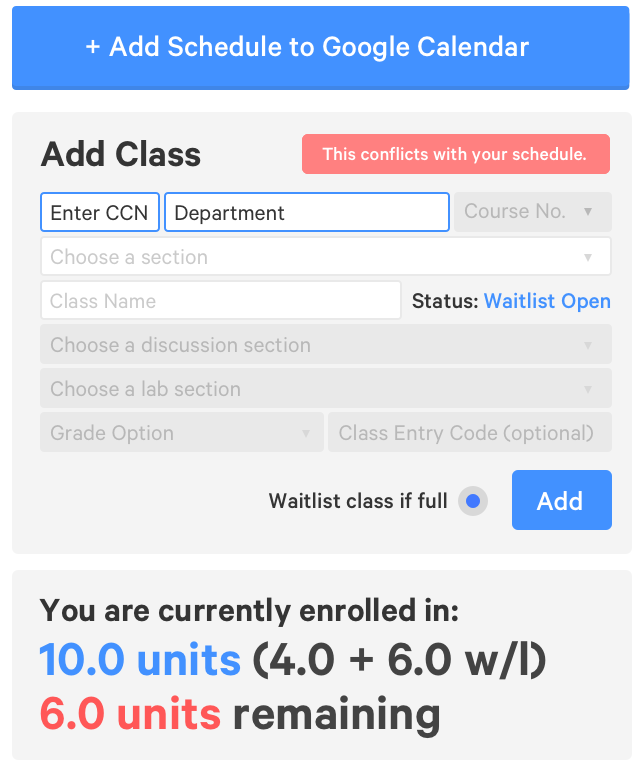 + Add Schedule to Google Calendar
Add Class
This conflicts with your schedule.
Enter CCN Department Course No.
Choose a section
Class Name Status: Waitlist Open
Choose a discussion section
Choose a lab section
Grade Option Class Entry Code (optional)
Waitlist class if full Add
You are currently enrolled in:
10.0 units (4.0 + 6.0 w/l)
6.0 units remaining